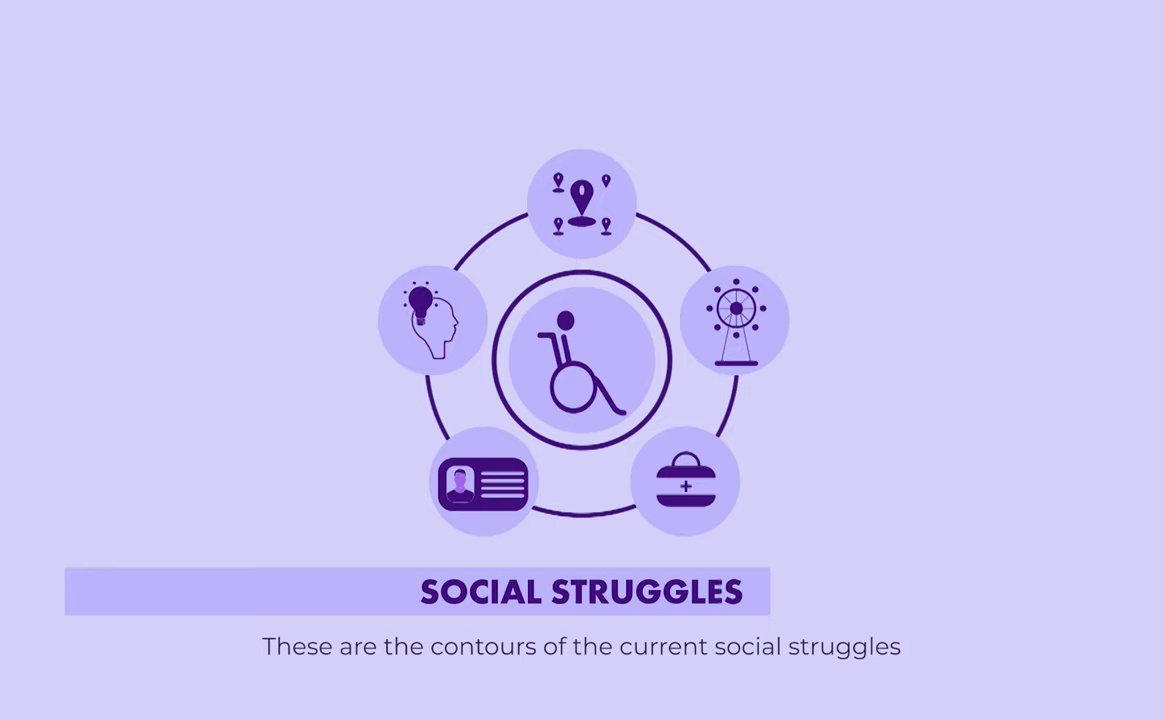 SOCIAL STRUGGLES
These are the contours of the current social struggles